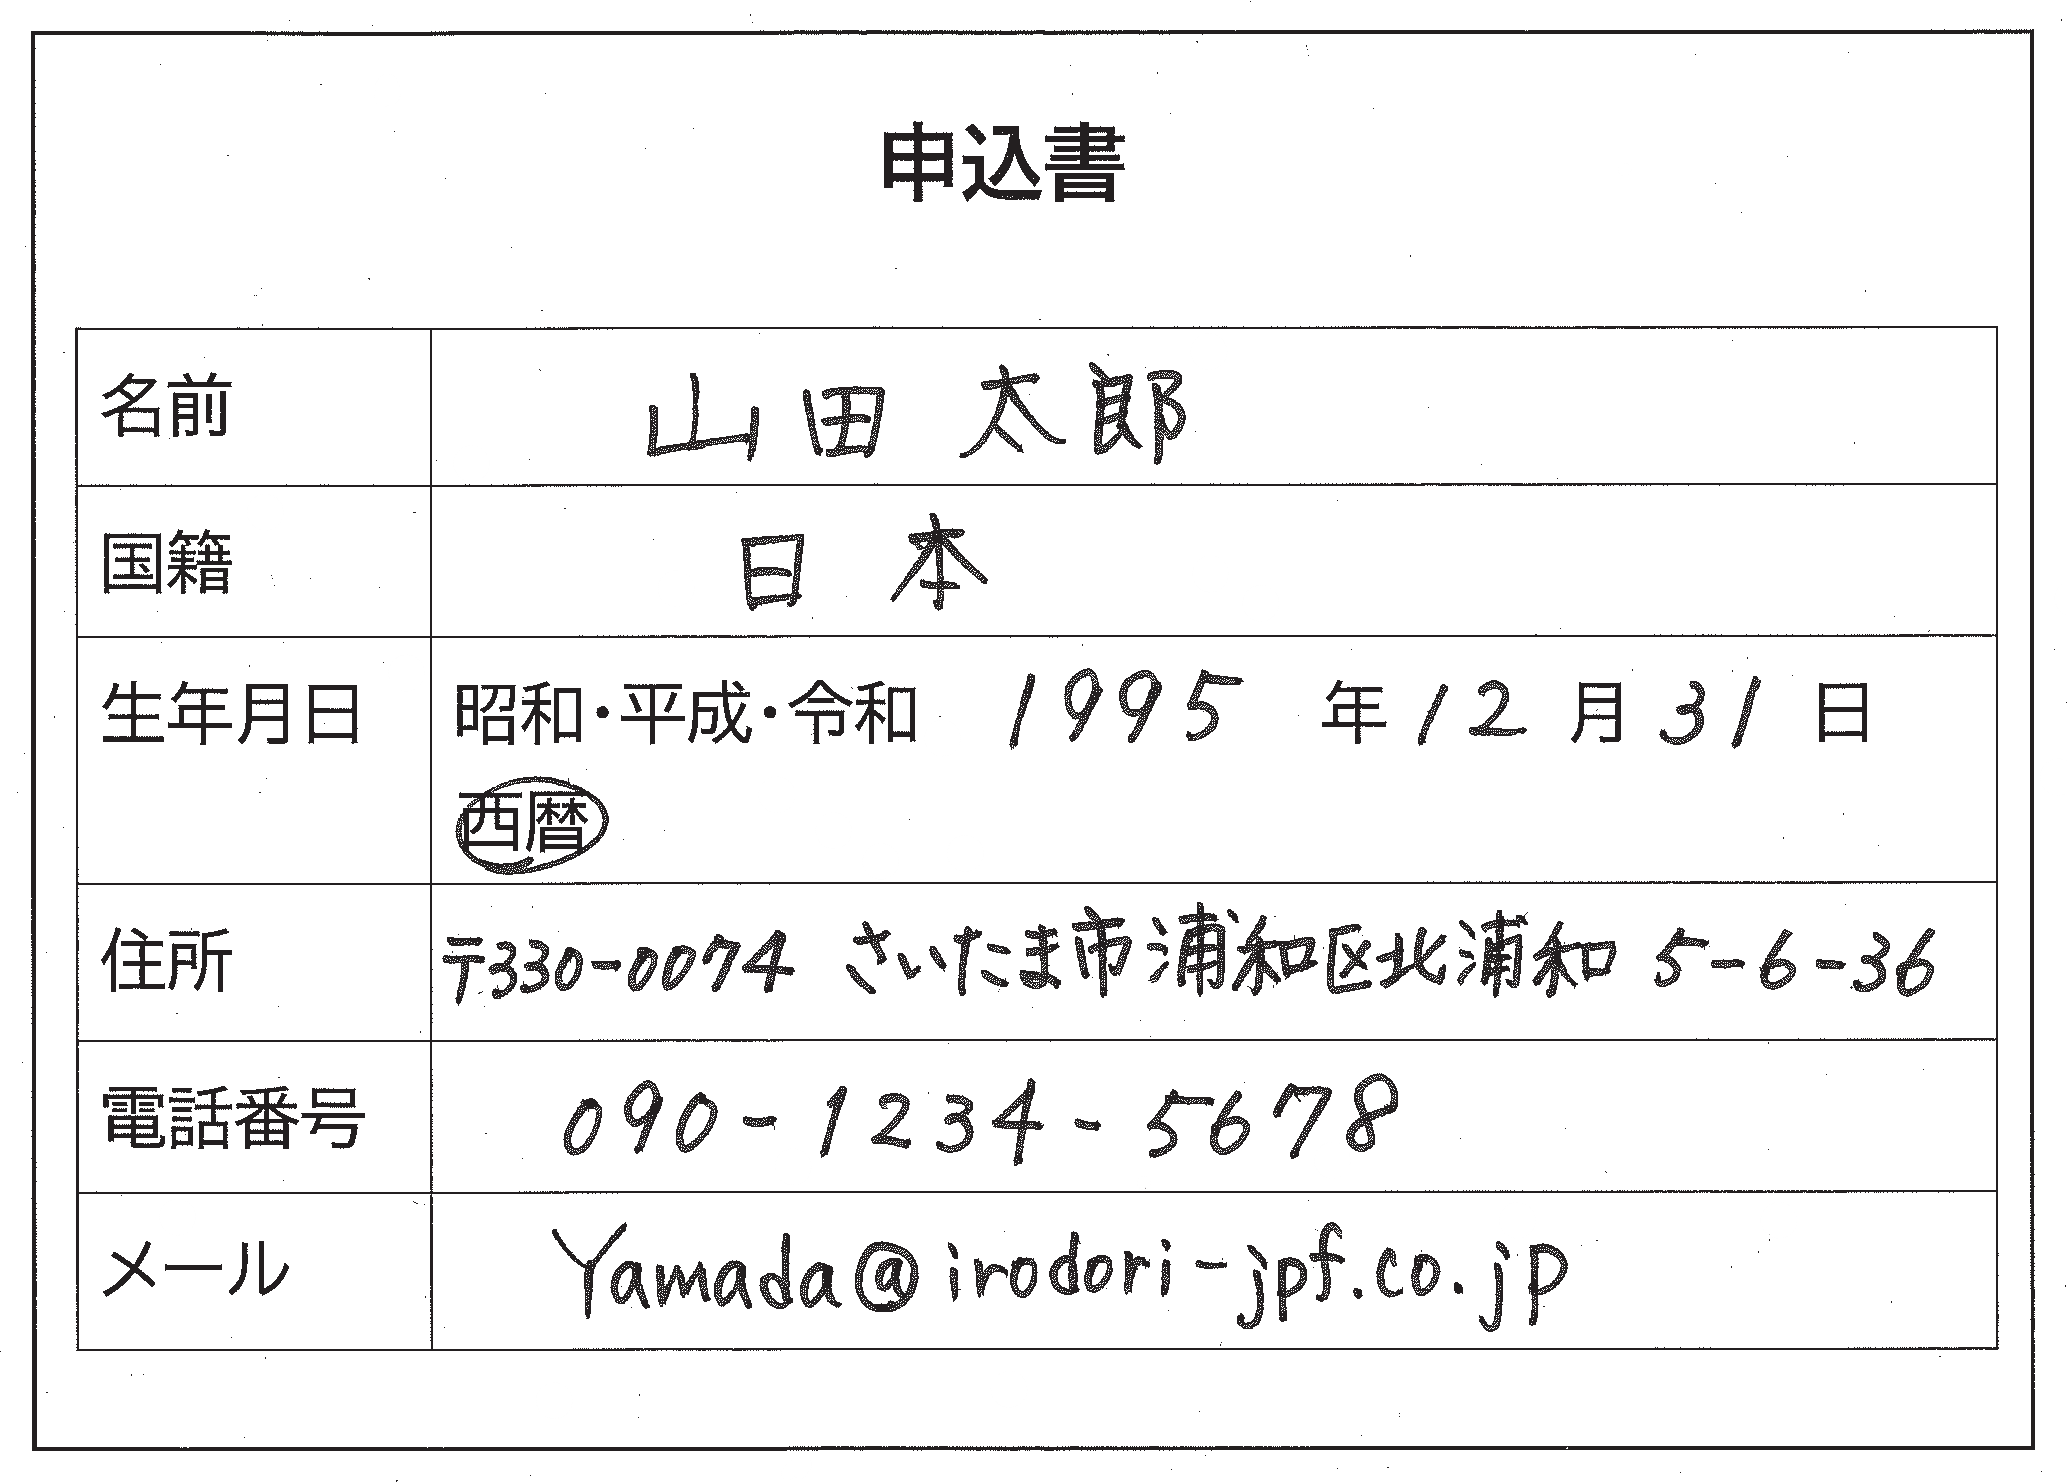 申込書
名前 山田 太郎
国籍 日本
生年月日 昭和・平成・令和 1995 年 12 月 31 日
西暦
住所 〒330-0074 さいたま市浦和区北浦和 5-6-36
電話番号 090-1234-5678
メール Yamada@irodori-jpf.co.jp